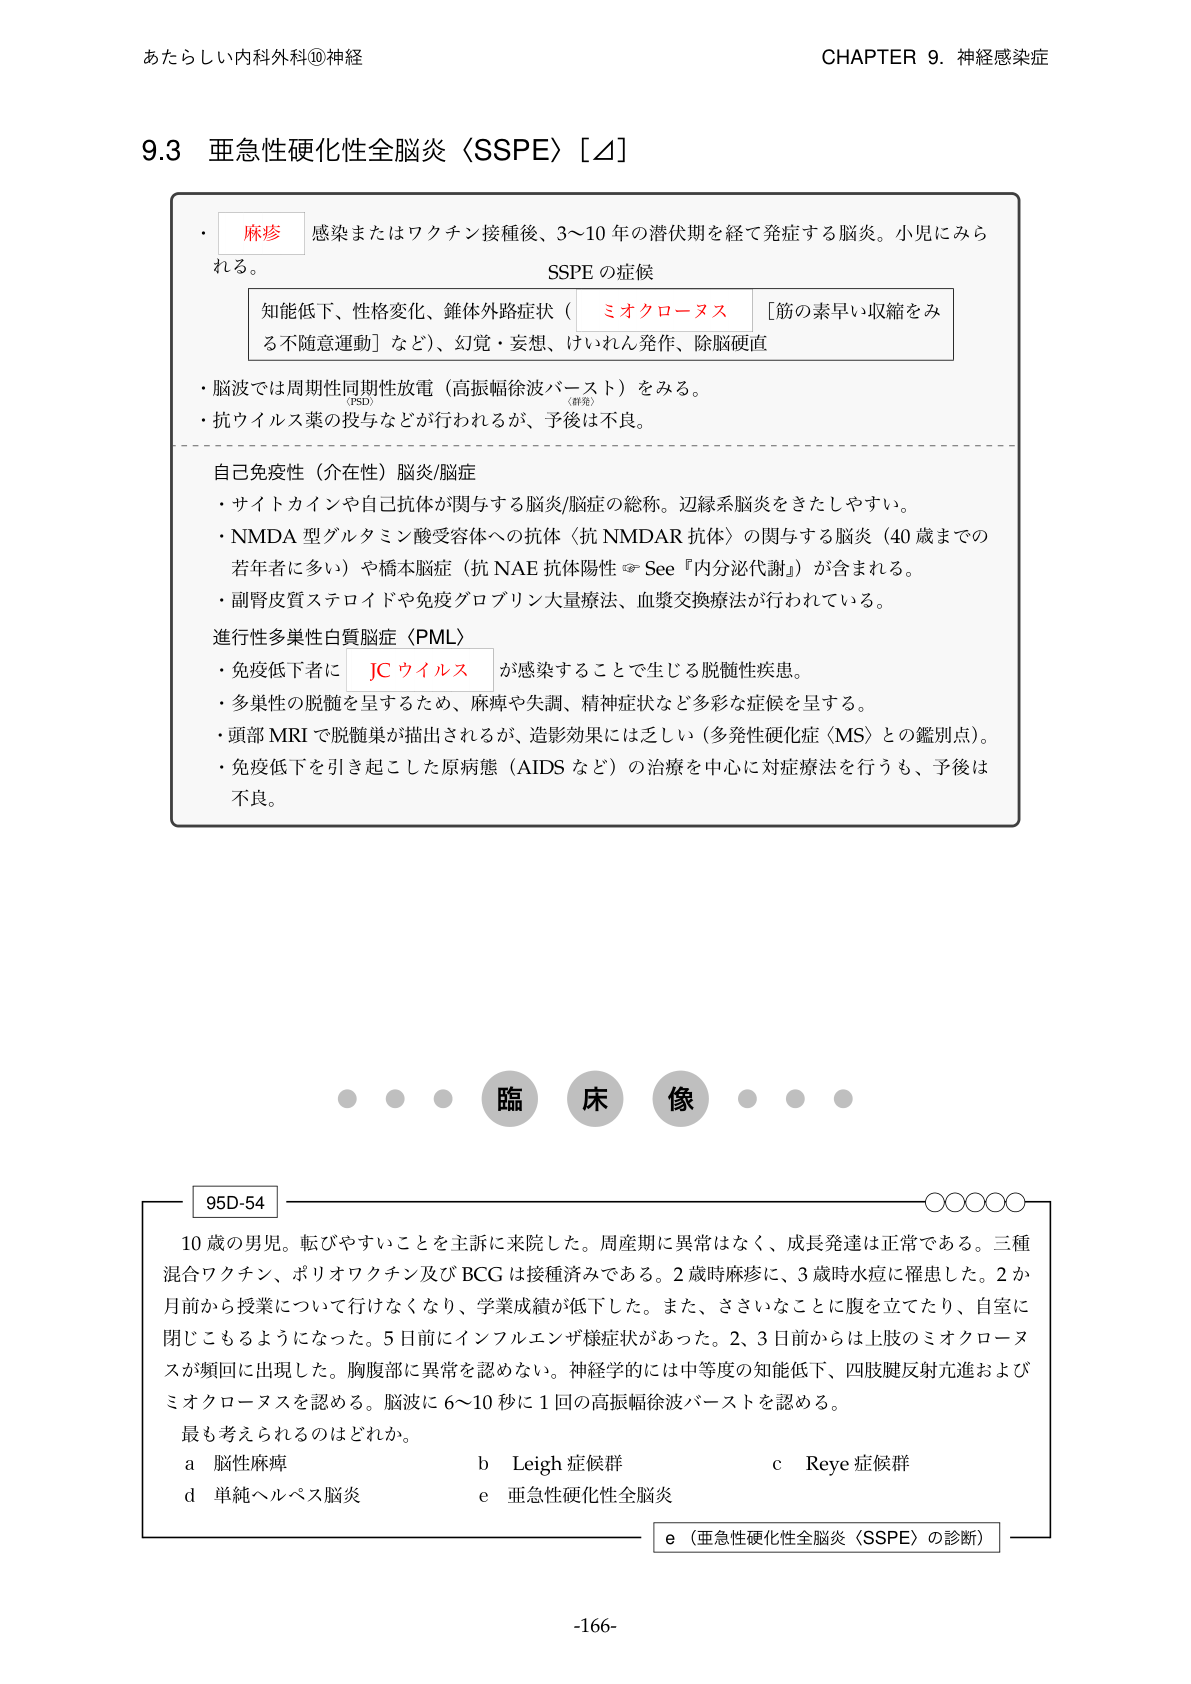 あたらしい内科外科⑩神経
CHAPTER 9. 神経感染症
9.3 亜急性硬化性全脳炎〈SSPE〉[⊿]
・ 麻疹 感染またはワクチン接種後、3〜10 年の潜伏期を経て発症する脳炎。小児にみら
れる。
SSPE の症候
知能低下、性格変化、錐体外路症状（ ミオクローヌス ［筋の素早い収縮をみ
る不随意運動］など）、幻覚・妄想、けいれん発作、除脳硬直
・脳波では周期性同期性放電（高振幅徐波バースト）をみる。
〈PSD〉 〈群発〉
・抗ウイルス薬の投与などが行われるが、予後は不良。
自己免疫性（介在性）脳炎/脳症
・サイトカインや自己抗体が関与する脳炎/脳症の総称。辺縁系脳炎をきたしやすい。
・NMDA 型グルタミン酸受容体への抗体〈抗 NMDAR 抗体〉の関与する脳炎（40 歳までの
若年者に多い）や橋本脳症（抗 NAE 抗体陽性 ☞ See『内分泌代謝』）が含まれる。
・副腎皮質ステロイドや免疫グロブリン大量療法、血漿交換療法が行われている。
進行性多巣性白質脳症〈PML〉
・免疫低下者に JC ウイルス が感染することで生じる脱髄性疾患。
・多巣性の脱髄を呈するため、麻痺や失調、精神症状など多彩な症候を呈する。
・頭部 MRI で脱髄巣が描出されるが、造影効果には乏しい（多発性硬化症〈MS〉との鑑別点）。
・免疫低下を引き起こした原病態（AIDS など）の治療を中心に対症療法を行うも、予後は
不良。
臨 床 像
95D-54
10 歳の男児。転びやすいことを主訴に来院した。周産期に異常はなく、成長発達は正常である。三種
混合ワクチン、ポリオワクチン及び BCG は接種済みである。2 歳時麻疹に、3 歳時水痘に罹患した。2 か
月前から授業について行けなくなり、学業成績が低下した。また、ささいなことに腹を立てたり、自室に
閉じこもるようになった。5 日前にインフルエンザ様症状があった。2、3 日前からは上肢のミオクローヌ
スが頻回に出現した。胸腹部に異常を認めない。神経学的には中等度の知能低下、四肢腱反射亢進および
ミオクローヌスを認める。脳波に 6〜10 秒に 1 回の高振幅徐波バーストを認める。
最も考えられるのはどれか。
a 脳性麻痺 b Leigh 症候群 c Reye 症候群
d 単純ヘルペス脳炎 e 亜急性硬化性全脳炎
e （亜急性硬化性全脳炎〈SSPE〉の診断）
-166-